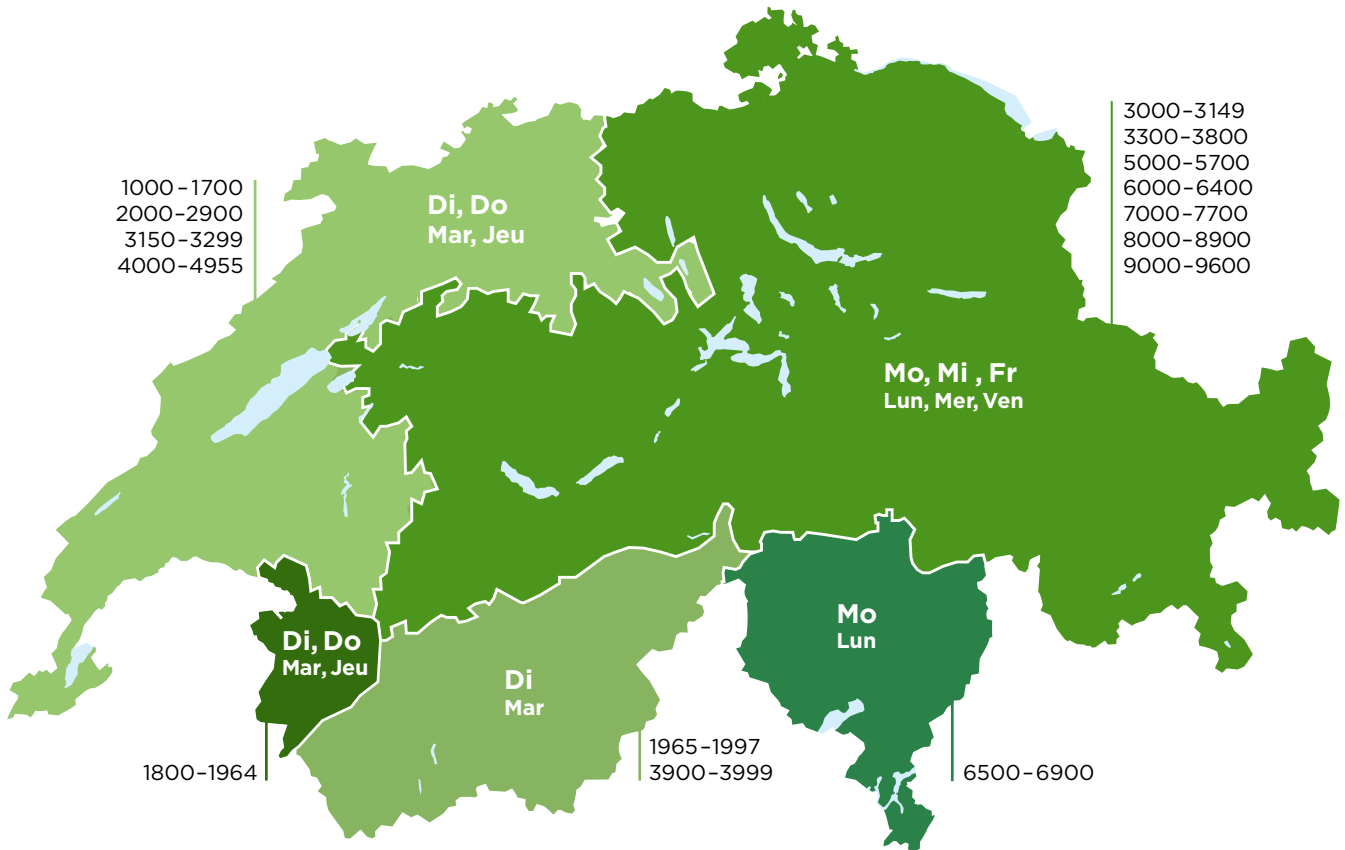 3000–3149
3300–3800
5000–5700
6000–6400
7000–7700
8000–8900
9000–9600
1000–1700
2000–2900
3150–3299
4000–4955
Di, Do
Mar, Jeu
Mo, Mi , Fr
Lun, Mer, Ven
Mo
Lun
Di, Do
Mar, Jeu
Di
Mar
1965–1997
3900–3999
1800–1964
6500–6900